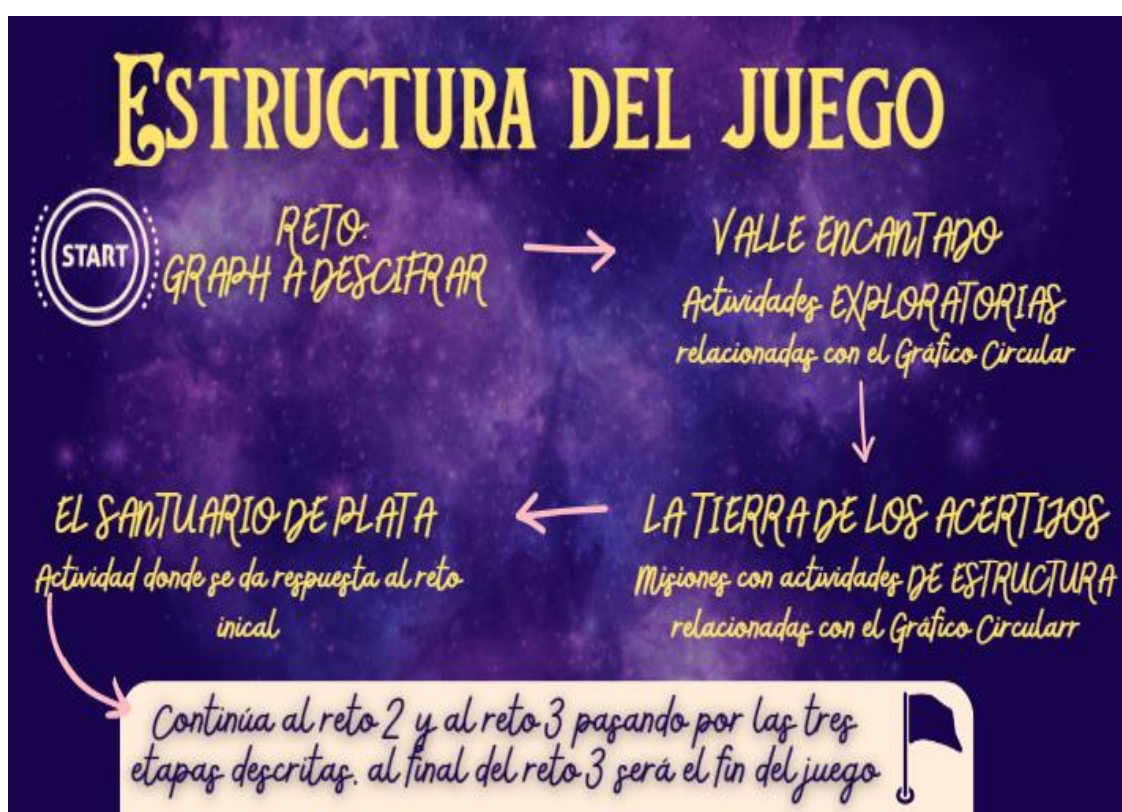 ESTRUCTURA DEL JUEGO
START
RETO:
GRAPH A DESCIFRAR
VALLE ENCANTADO
Actividades EXPLORATORIAS
relacionadas con el Gráfico Circular
LA TIERRA DE LOS ACERTIJOS
Misiones con actividades DE ESTRUCTURA
relacionadas con el Gráfico Circularr
EL SANTUARIO DE PLATA
Actividad donde se da respuesta al reto
inical
Continúa al reto 2 y al reto 3 pasando por las tres
etapas descritas. al final del reto 3 será el fin del juego